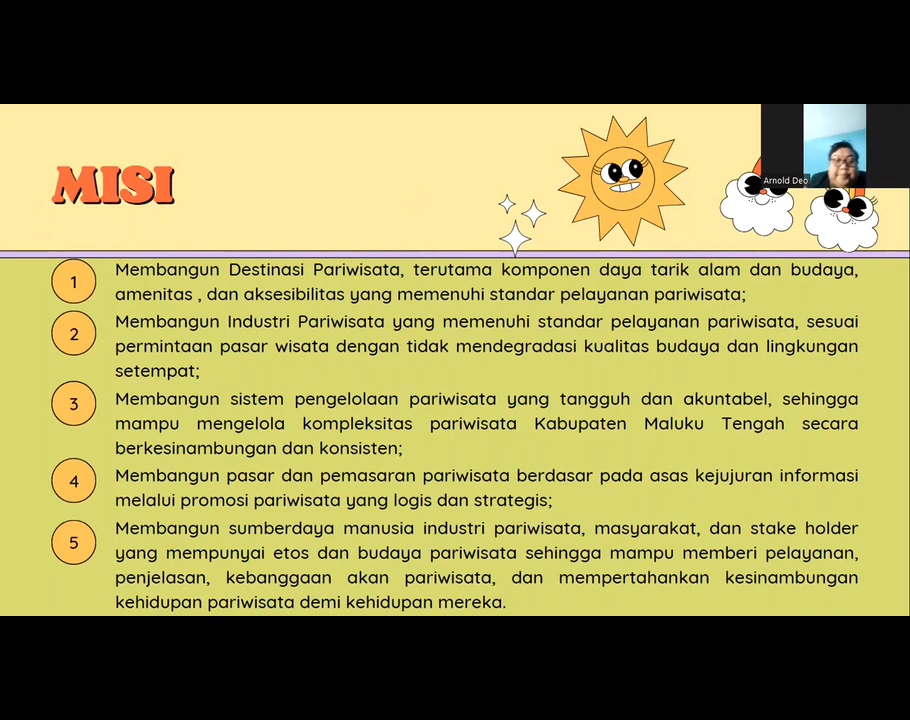 MISI
Arnold Deo
1
Membangun Destinasi Pariwisata, terutama komponen daya tarik alam dan budaya,
amenitas , dan aksesibilitas yang memenuhi standar pelayanan pariwisata;
2
Membangun Industri Pariwisata yang memenuhi standar pelayanan pariwisata, sesuai
permintaan pasar wisata dengan tidak mendegradasi kualitas budaya dan lingkungan
setempat;
3
Membangun sistem pengelolaan pariwisata yang tangguh dan akuntabel, sehingga
mampu mengelola kompleksitas pariwisata Kabupaten Maluku Tengah secara
berkesinambungan dan konsisten;
4
Membangun pasar dan pemasaran pariwisata berdasar pada asas kejujuran informasi
melalui promosi pariwisata yang logis dan strategis;
5
Membangun sumberdaya manusia industri pariwisata, masyarakat, dan stake holder
yang mempunyai etos dan budaya pariwisata sehingga mampu memberi pelayanan,
penjelasan, kebanggaan akan pariwisata, dan mempertahankan kesinambungan
kehidupan pariwisata demi kehidupan mereka.